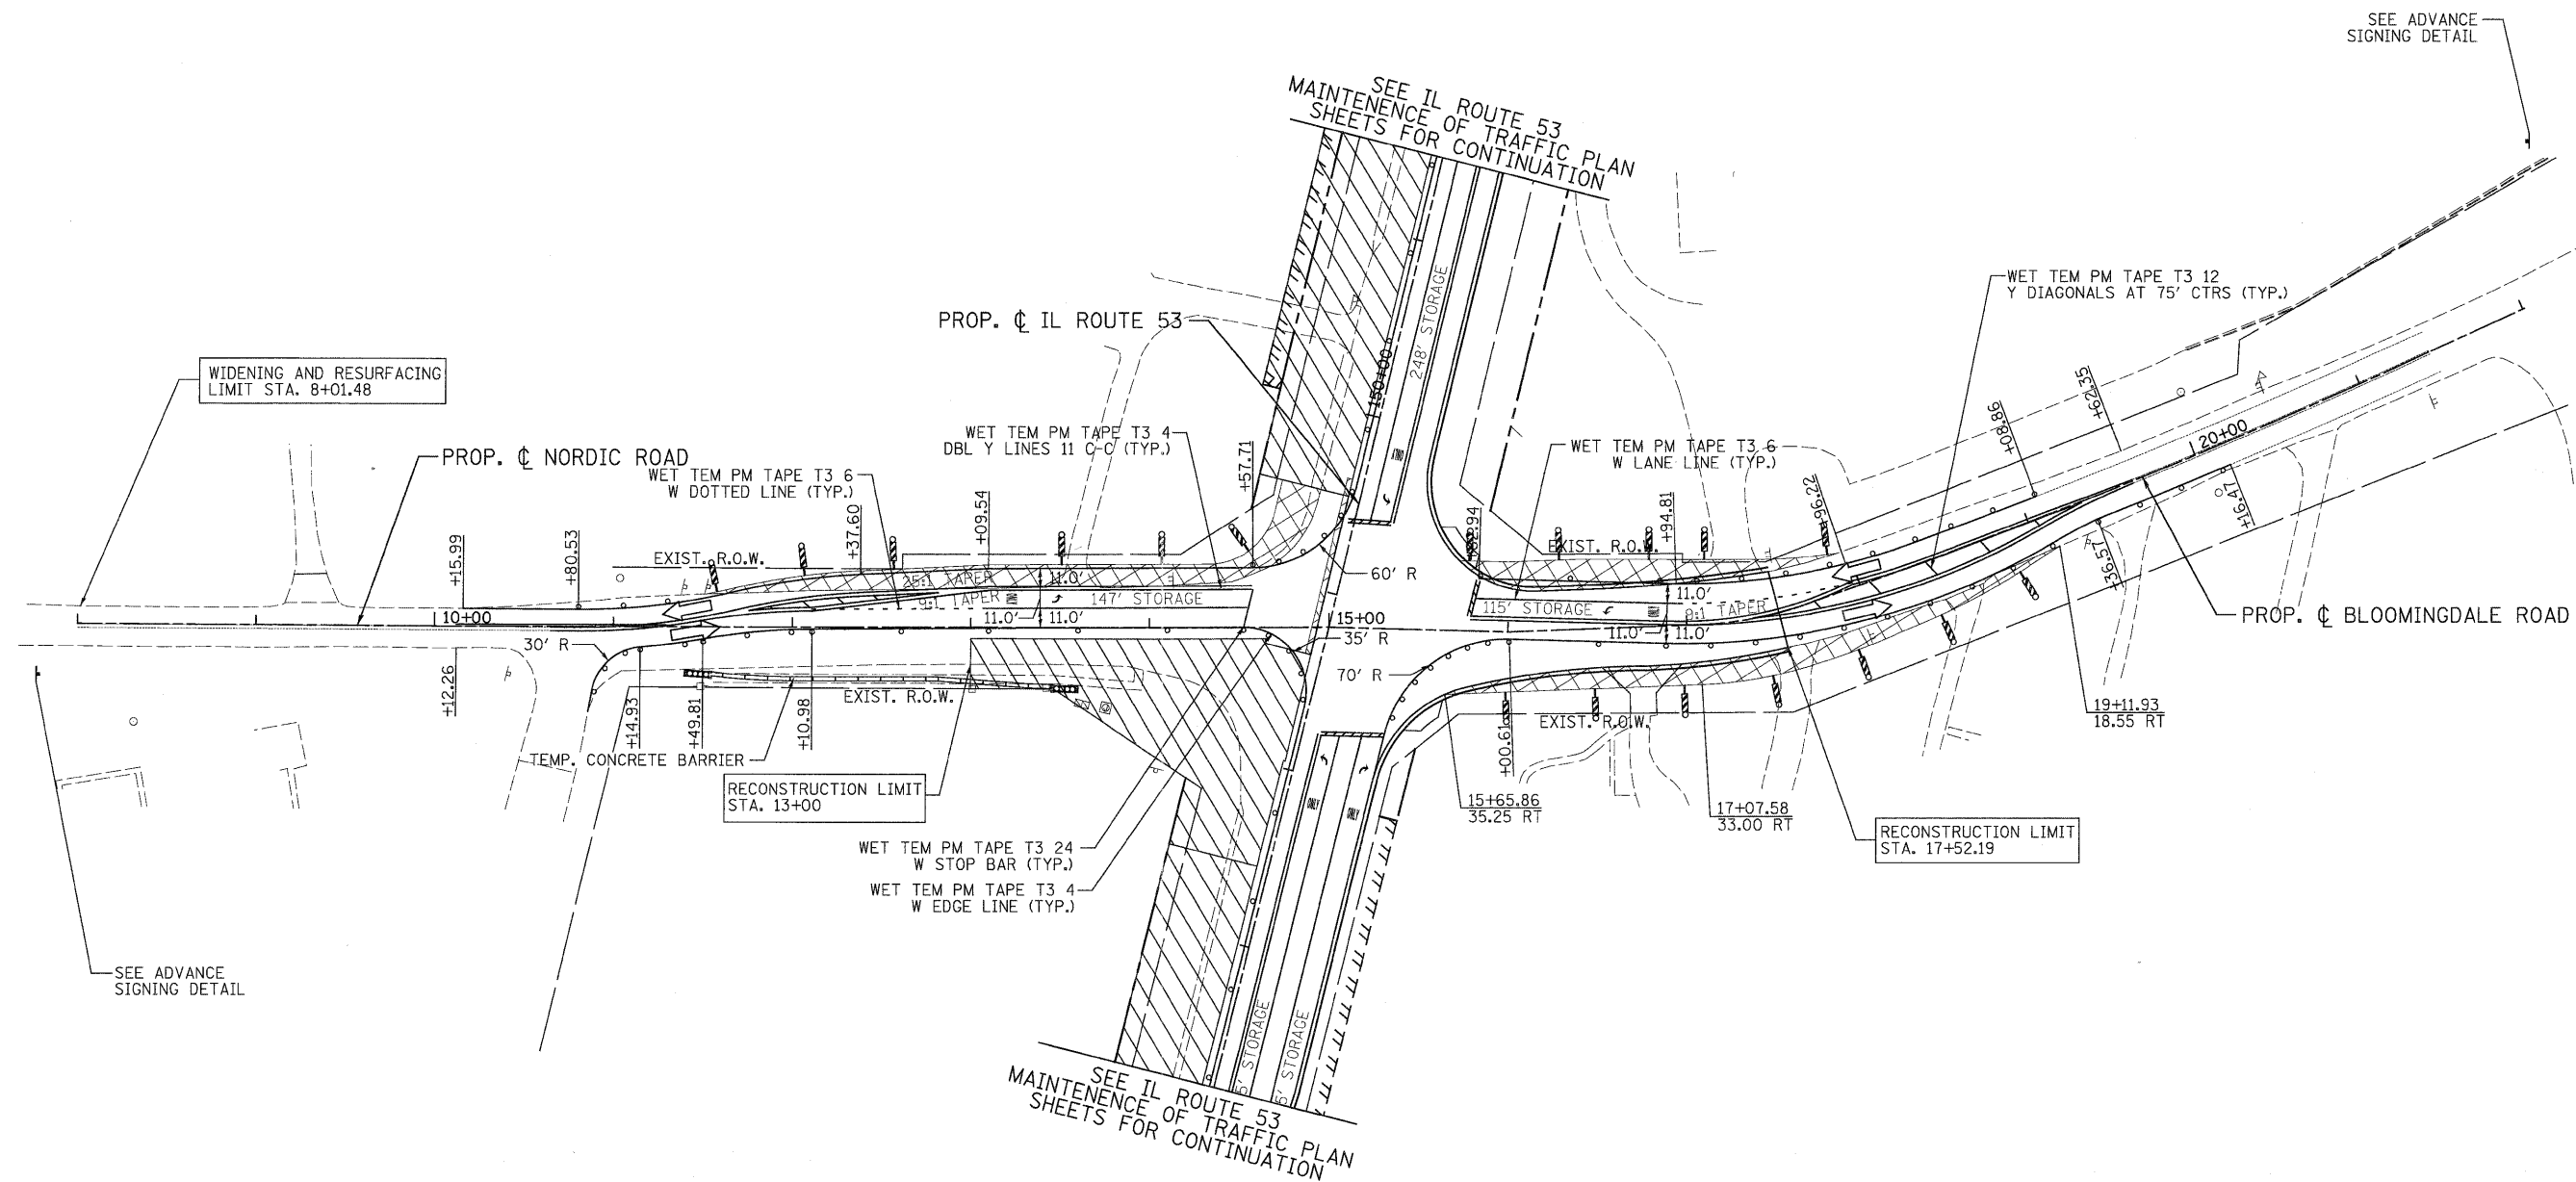 SEE ADVANCE
SIGNING DETAIL
SEE IL ROUTE 53
MAINTENENCE OF TRAFFIC PLAN
SHEETS FOR CONTINUATION
WET TEM PM TAPE T3 12
Y DIAGONALS AT 75' CTRS (TYP.)
PROP. ℄ IL ROUTE 53
248' STORAGE
150+00
ONLY
WIDENING AND RESURFACING
LIMIT STA. 8+01.48
PROP. ℄ NORDIC ROAD
WET TEM PM TAPE T3 6
W DOTTED LINE (TYP.)
WET TEM PM TAPE T3 4
DBL Y LINES 11 C-C (TYP.)
WET TEM PM TAPE T3 6
W LANE LINE (TYP.)
+15.99
+80.53
+37.60
+09.54
+57.71
+94.81
+96.22
+08.86
+62.35
20+00
+16.47
+36.57
EXIST. R.O.W.
EXIST. R.O.W.
25:1 TAPER
11.0'
9:1 TAPER
147' STORAGE
11.0'
11.0'
60' R
115' STORAGE
9:1 TAPER
11.0'
11.0'
11.0'
10+00
15+00
30' R
35' R
70' R
PROP. ℄ BLOOMINGDALE ROAD
+12.26
+14.93
+49.81
+10.98
EXIST. R.O.W.
EXIST. R.O.W.
+00.61
TEMP. CONCRETE BARRIER
RECONSTRUCTION LIMIT
STA. 13+00
15+65.86
35.25 RT
17+07.58
33.00 RT
19+11.93
18.55 RT
RECONSTRUCTION LIMIT
STA. 17+52.19
ONLY
ONLY
WET TEM PM TAPE T3 24
W STOP BAR (TYP.)
WET TEM PM TAPE T3 4
W EDGE LINE (TYP.)
SEE ADVANCE
SIGNING DETAIL
5' STORAGE
5' STORAGE
SEE IL ROUTE 53
MAINTENENCE OF TRAFFIC PLAN
SHEETS FOR CONTINUATION